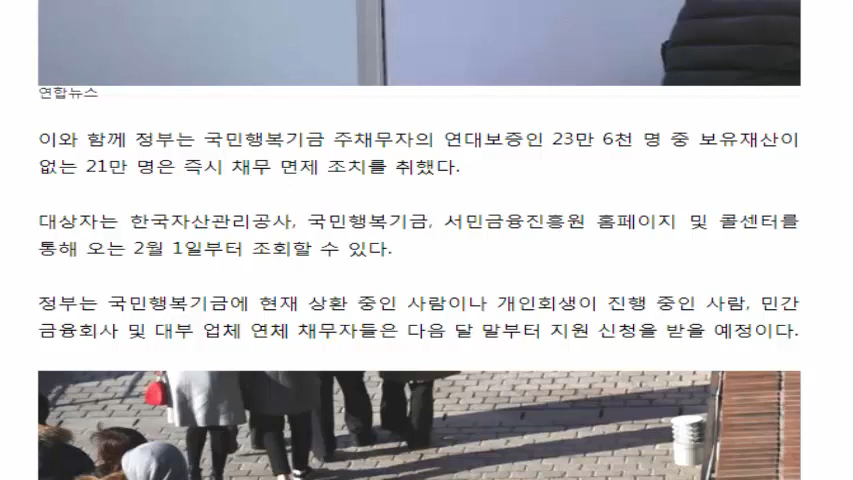 연합뉴스
이와 함께 정부는 국민행복기금 주채무자의 연대보증인 23만 6천 명 중 보유재산이
없는 21만 명은 즉시 채무 면제 조치를 취했다.
대상자는 한국자산관리공사, 국민행복기금, 서민금융진흥원 홈페이지 및 콜센터를
통해 오는 2월 1일부터 조회할 수 있다.
정부는 국민행복기금에 현재 상환 중인 사람이나 개인회생이 진행 중인 사람, 민간
금융회사 및 대부 업체 연체 채무자들은 다음 달 말부터 지원 신청을 받을 예정이다.